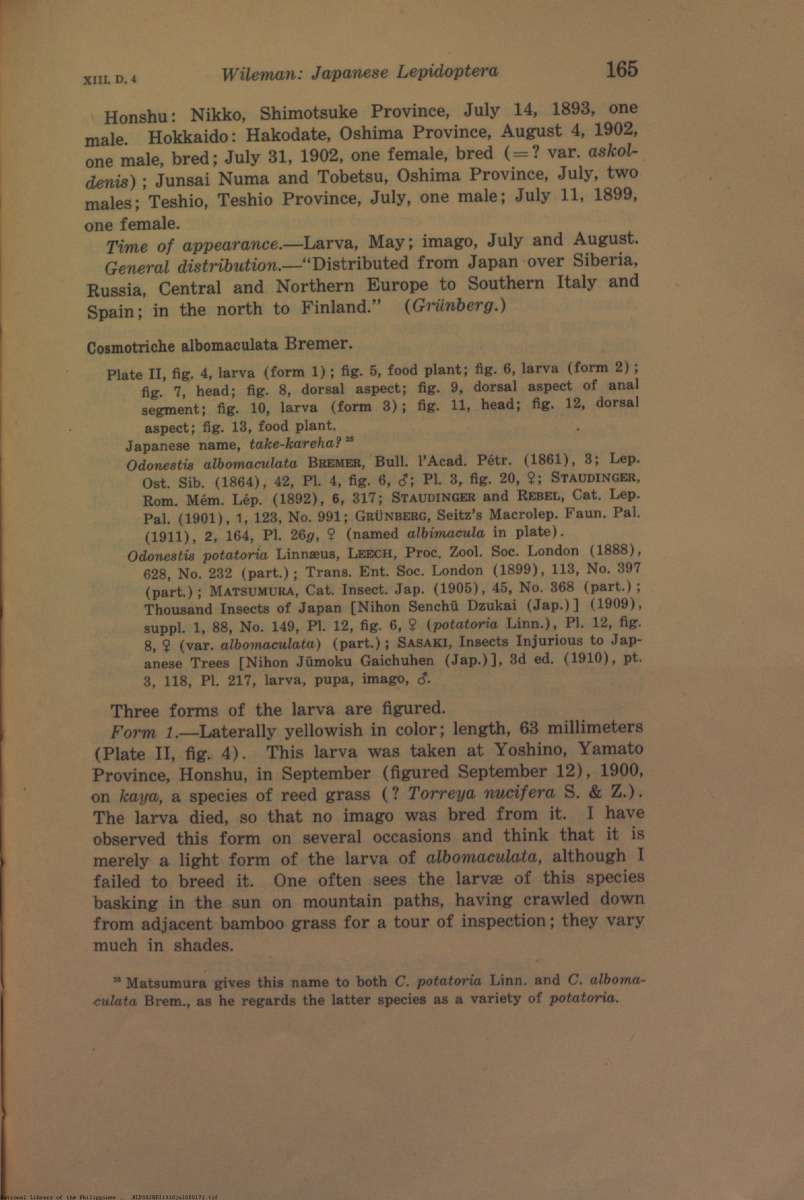 XIII. D, 4 Wileman: Japanese Lepidoptera 165
Honshu: Nikko, Shimotsuke Province, July 14, 1893, one
male. Hokkaido: Hakodate, Oshima Province, August 4, 1902,
one male, bred; July 31, 1902, one female, bred (=? var. askol-
denis); Junsai Numa and Tobetsu, Oshima Province, July, two
males; Teshio, Teshio Province, July, one male; July 11, 1899,
one female.
Time of appearance.—Larva, May; imago, July and August.
General distribution.—"Distributed from Japan over Siberia,
Russia, Central and Northern Europe to Southern Italy and
Spain; in the north to Finland." (Grünberg.)
Cosmotriche albomaculata Bremer.
Plate II, fig. 4, larva (form 1); fig. 5, food plant; fig. 6, larva (form 2);
fig. 7, head; fig. 8, dorsal aspect; fig. 9, dorsal aspect of anal
segment; fig. 10, larva (form 3); fig. 11, head; fig. 12, dorsal
aspect; fig. 13, food plant.
Japanese name, take-kareha?
Odonestis albomaculata BREMER, Bull. l'Acad. Pétr. (1861), 3; Lep.
Ost. Sib. (1864), 42, Pl. 4, fig. 6, ♂; Pl. 3, fig. 20, ♀; STAUDINGER,
Rom. Mém. Lép. (1892), 6, 317; STAUDINGER and REBEL, Cat. Lep.
Pal. (1901), 1, 123, No. 991; GRÜNBERG, Seitz's Macrolep. Faun. Pal.
(1911), 2, 164, Pl. 26g, ♀ (named albimacula in plate).
Odonestis potatoria Linnæus, LEECH, Proc. Zool. Soc. London (1888),
628, No. 232 (part.); Trans. Ent. Soc. London (1899), 113, No. 397
(part.); MATSUMURA, Cat. Insect. Jap. (1905), 45, No. 368 (part.);
Thousand Insects of Japan [Nihon Senchū Dzukai (Jap.)] (1909),
suppl. 1, 88, No. 149, Pl. 12, fig. 6, ♀ (potatoria Linn.), Pl. 12, fig.
8, ♀ (var. albomaculata) (part.); SASAKI, Insects Injurious to Jap-
anese Trees [Nihon Jūmoku Gaichuhen (Jap.)], 3d ed. (1910), pt.
3, 118, Pl. 217, larva, pupa, imago, ♂.
Three forms of the larva are figured.
Form 1.—Laterally yellowish in color; length, 63 millimeters
(Plate II, fig. 4). This larva was taken at Yoshino, Yamato
Province, Honshu, in September (figured September 12), 1900,
on kaya, a species of reed grass (? Torreya nucifera S. & Z.).
The larva died, so that no imago was bred from it. I have
observed this form on several occasions and think that it is
merely a light form of the larva of albomaculata, although I
failed to breed it. One often sees the larvæ of this species
basking in the sun on mountain paths, having crawled down
from adjacent bamboo grass for a tour of inspection; they vary
much in shades.
Matsumura gives this name to both C. potatoria Linn. and C. alboma-
culata Brem., as he regards the latter species as a variety of potatoria.
National Library of the Philippines